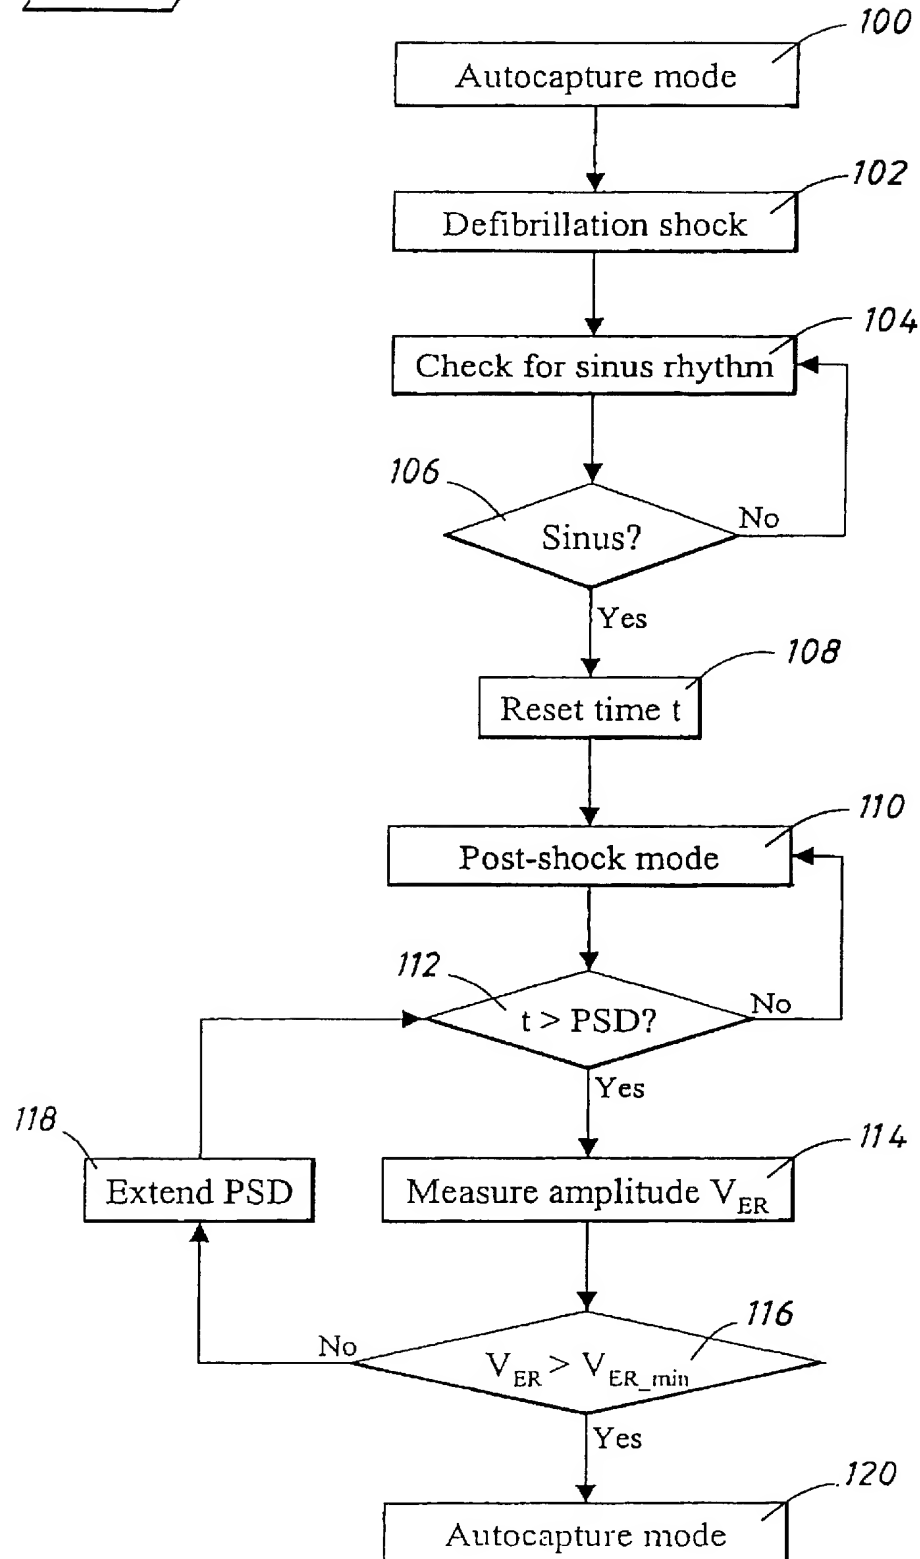 100
Autocapture mode
102
Defibrillation shock
104
Check for sinus rhythm
106
Sinus?
No
Yes
108
Reset time t
110
Post-shock mode
112
t > PSD?
No
Yes
118
Extend PSD
114
Measure amplitude V_ER
116
V_ER > V_ER_min
No
Yes
120
Autocapture mode